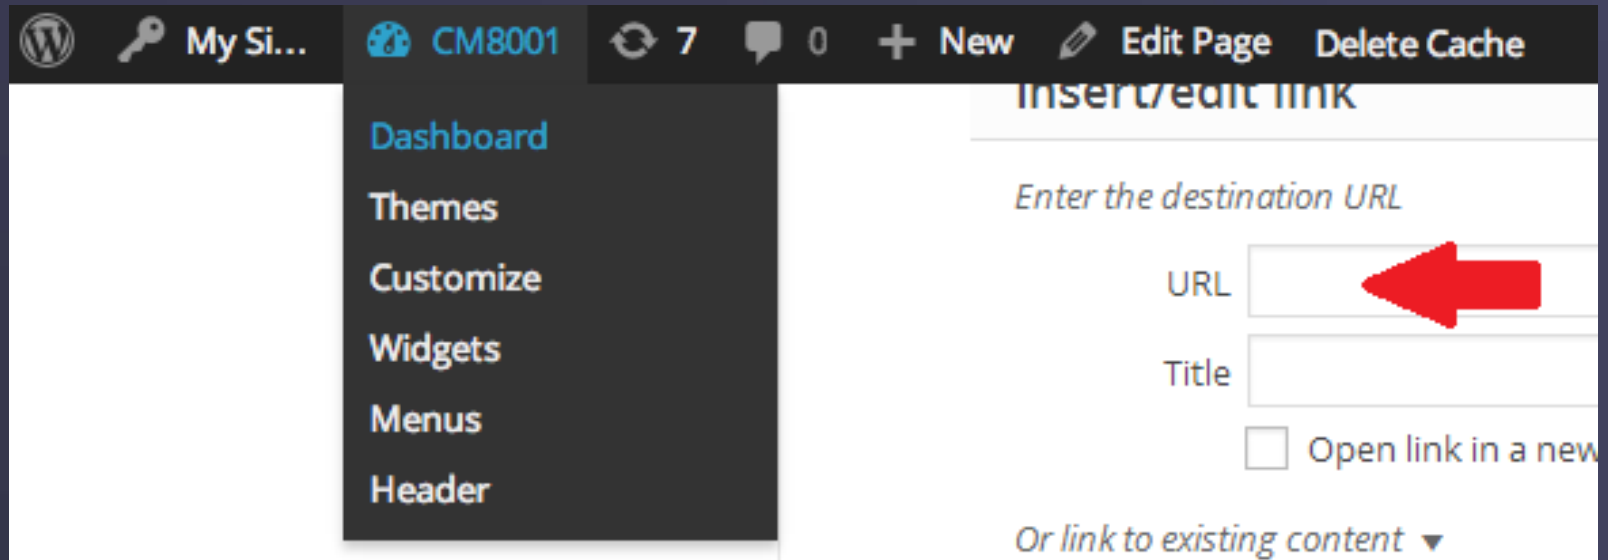 My Si... CM8001 7 0 New Edit Page Delete Cache
Dashboard
Themes
Customize
Widgets
Menus
Header
Insert/edit link
Enter the destination URL
URL
Title
Open link in a new
Or link to existing content